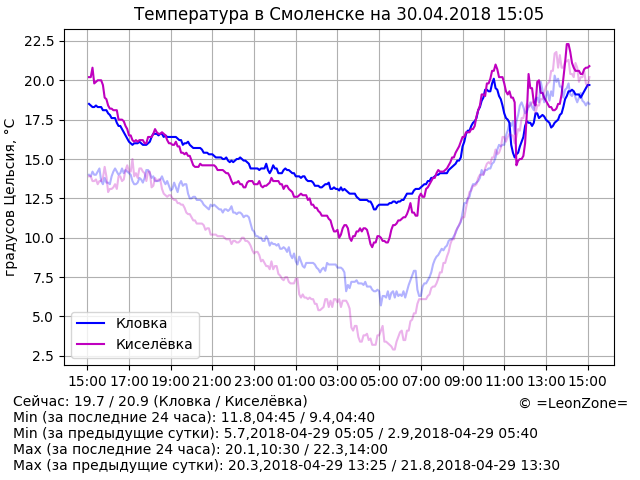 Температура в Смоленске на 30.04.2018 15:05
градусов Цельсия, °C
22.5
20.0
17.5
15.0
12.5
10.0
7.5
5.0
2.5
Кловка
Киселёвка
15:00 17:00 19:00 21:00 23:00 01:00 03:00 05:00 07:00 09:00 11:00 13:00 15:00
Сейчас: 19.7 / 20.9 (Кловка / Киселёвка)
© =LeonZone=
Min (за последние 24 часа): 11.8,04:45 / 9.4,04:40
Min (за предыдущие сутки): 5.7,2018-04-29 05:05 / 2.9,2018-04-29 05:40
Max (за последние 24 часа): 20.1,10:30 / 22.3,14:00
Max (за предыдущие сутки): 20.3,2018-04-29 13:25 / 21.8,2018-04-29 13:30